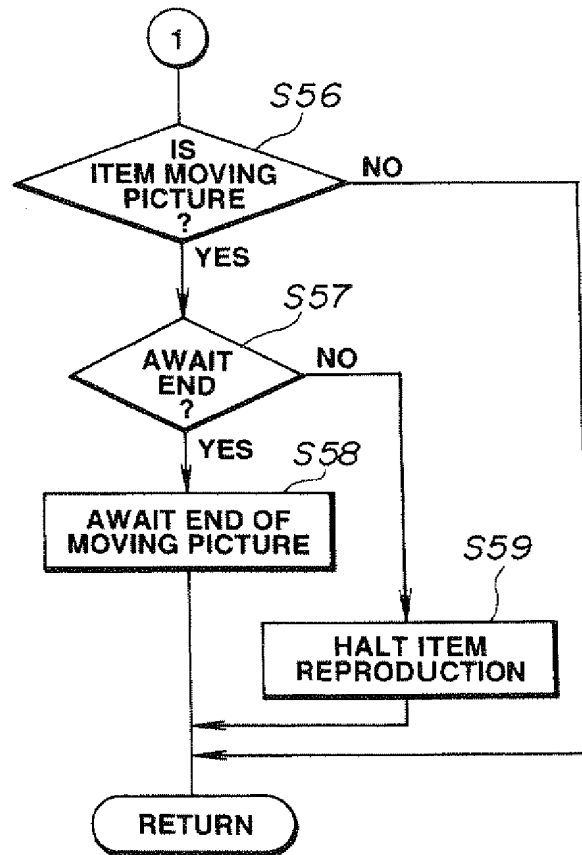 1
S56
IS
ITEM MOVING
PICTURE
?
NO
YES
S57
AWAIT
END
?
NO
YES
S58
AWAIT END OF
MOVING PICTURE
S59
HALT ITEM
REPRODUCTION
RETURN